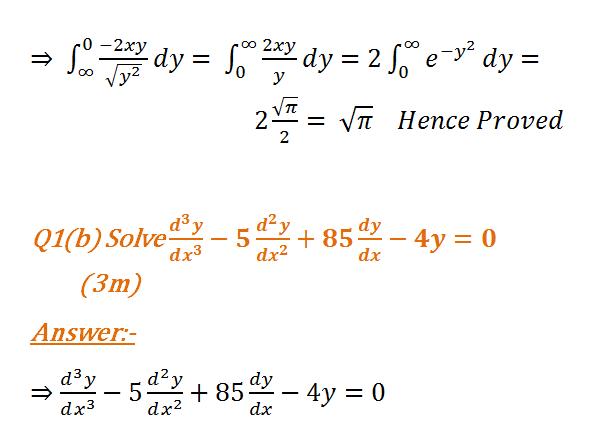 ⇒ ∫_∞^0 −2xy/√y² dy = ∫_0^∞ 2xy/y dy = 2 ∫_0^∞ e^−y² dy =
2 √π/2 = √π Hence Proved
Q1(b) Solve d³y/dx³ − 5 d²y/dx² + 85 dy/dx − 4y = 0
(3m)
Answer:-
⇒ d³y/dx³ − 5 d²y/dx² + 85 dy/dx − 4y = 0